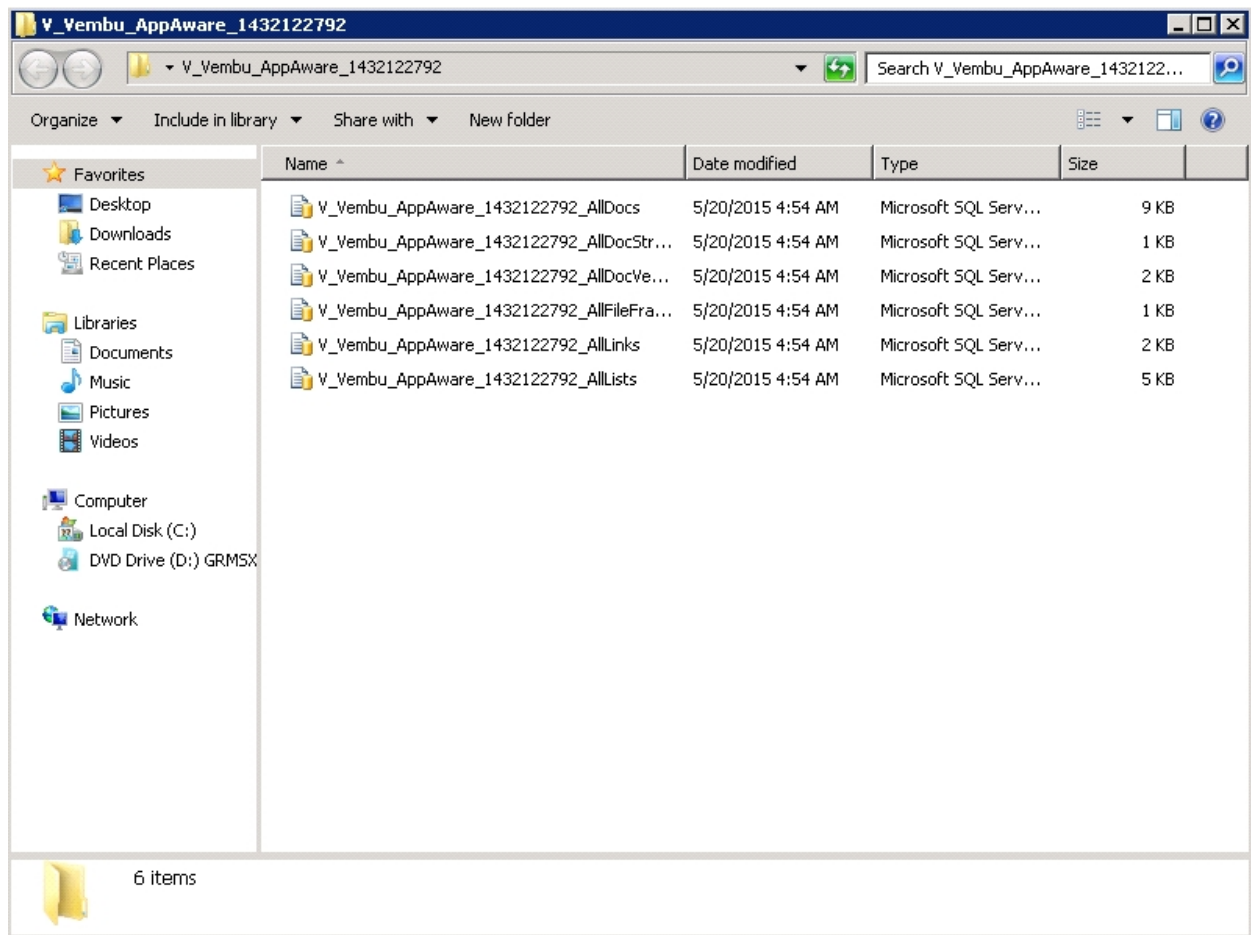 V_Vembu_AppAware_1432122792
V_Vembu_AppAware_1432122792 Search V_Vembu_AppAware_1432122...
Organize Include in library Share with New folder
Name Date modified Type Size
Favorites
Desktop
Downloads
Recent Places
Libraries
Documents
Music
Pictures
Videos
Computer
Local Disk (C:)
DVD Drive (D:) GRMSX
Network
V_Vembu_AppAware_1432122792_AllDocs 5/20/2015 4:54 AM Microsoft SQL Serv... 9 KB
V_Vembu_AppAware_1432122792_AllDocStr... 5/20/2015 4:54 AM Microsoft SQL Serv... 1 KB
V_Vembu_AppAware_1432122792_AllDocVe... 5/20/2015 4:54 AM Microsoft SQL Serv... 2 KB
V_Vembu_AppAware_1432122792_AllFileFra... 5/20/2015 4:54 AM Microsoft SQL Serv... 1 KB
V_Vembu_AppAware_1432122792_AllLinks 5/20/2015 4:54 AM Microsoft SQL Serv... 2 KB
V_Vembu_AppAware_1432122792_AllLists 5/20/2015 4:54 AM Microsoft SQL Serv... 5 KB
6 items